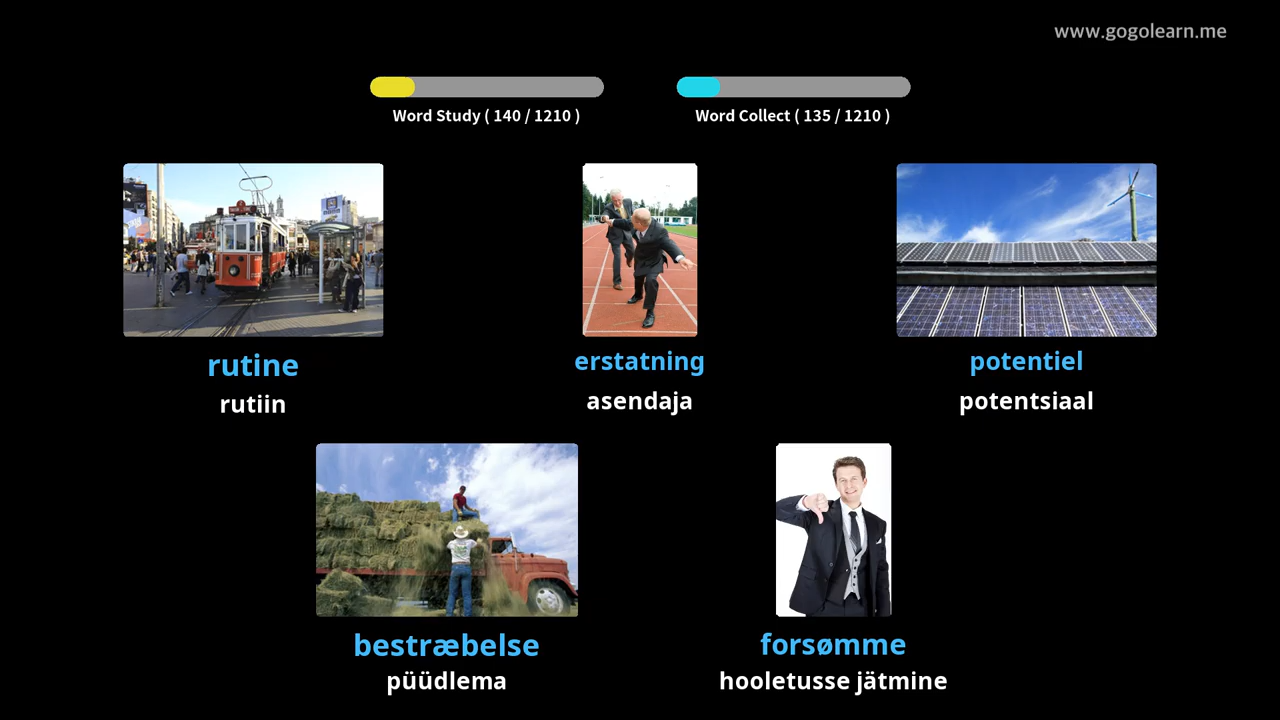 www.gogolearn.me
Word Study ( 140 / 1210 )
Word Collect ( 135 / 1210 )
rutine
rutiin
erstatning
asendaja
potentiel
potentsiaal
bestræbelse
püüdlema
forsømme
hooletusse jätmine